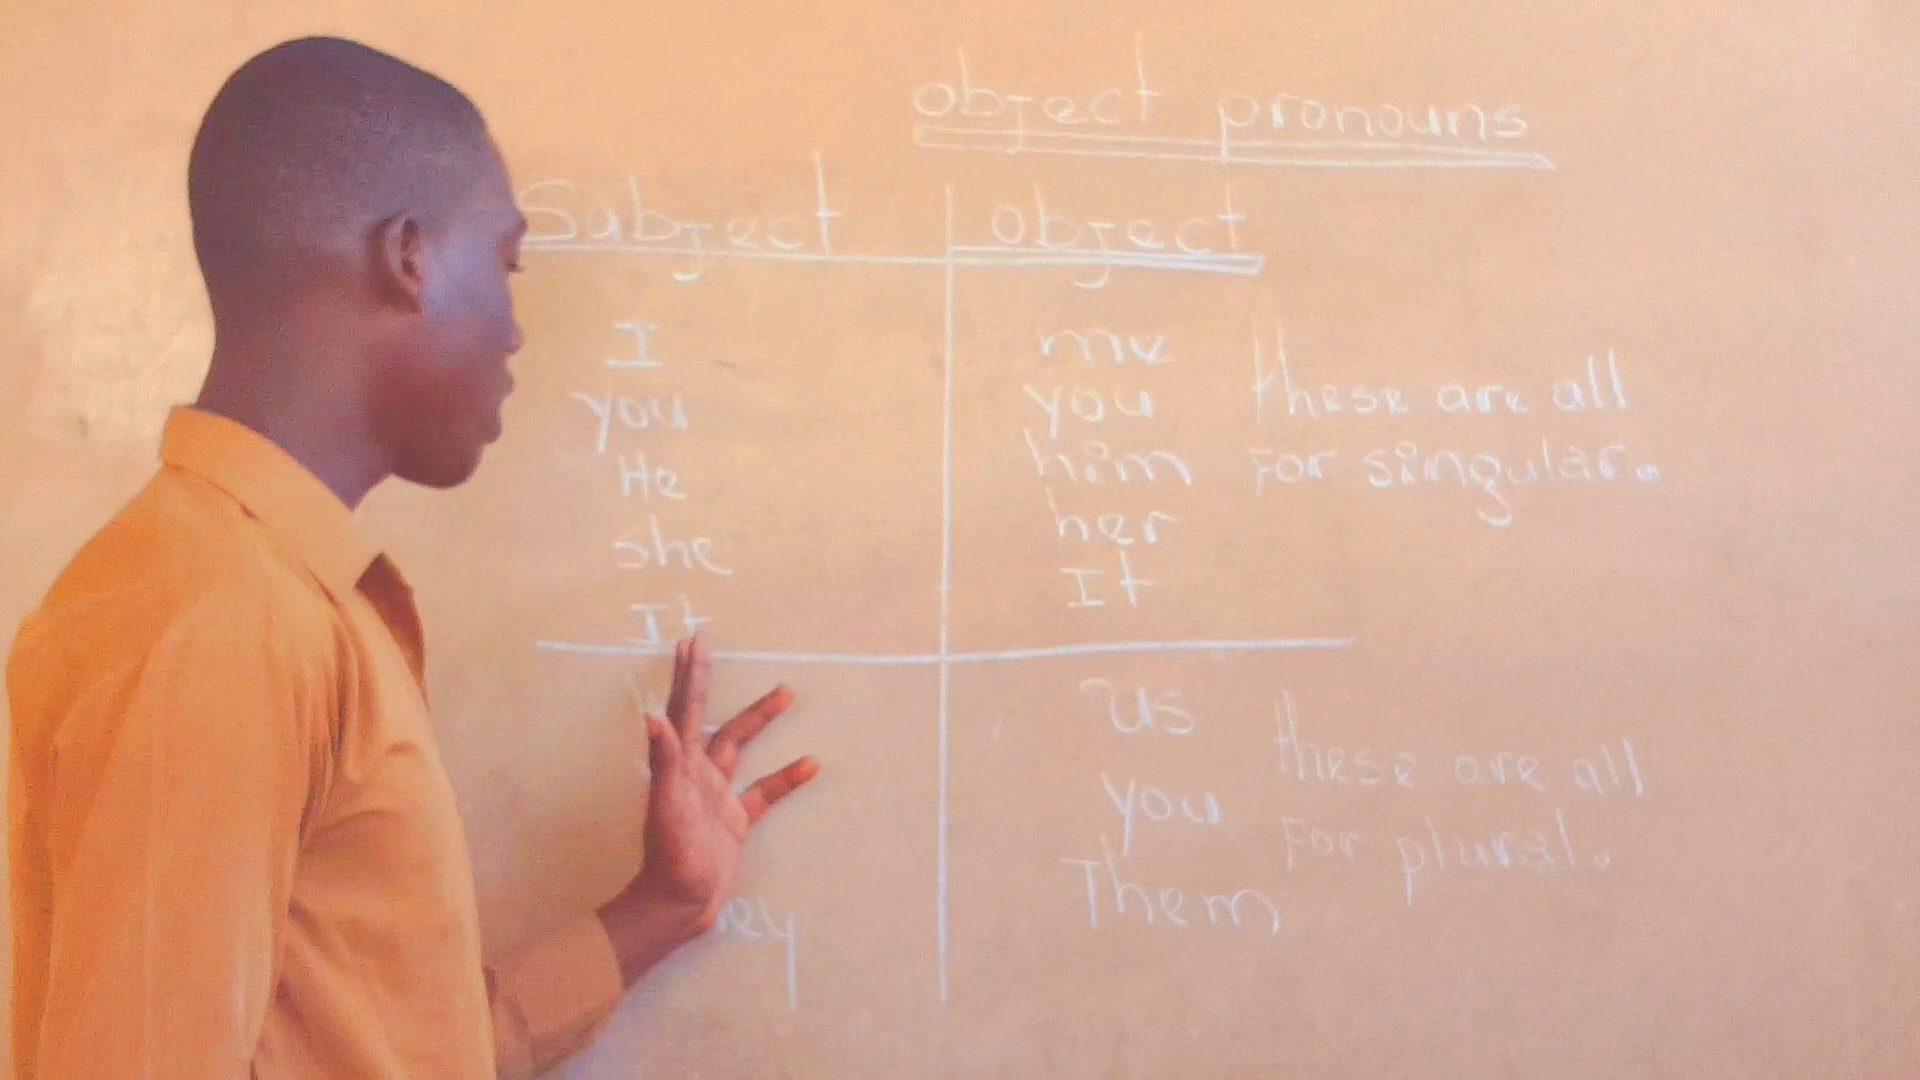 object pronouns
Subject object
I me
you you
He him
she her
It It
these are all
For singular.
us
you
Them
these are all
For plural.